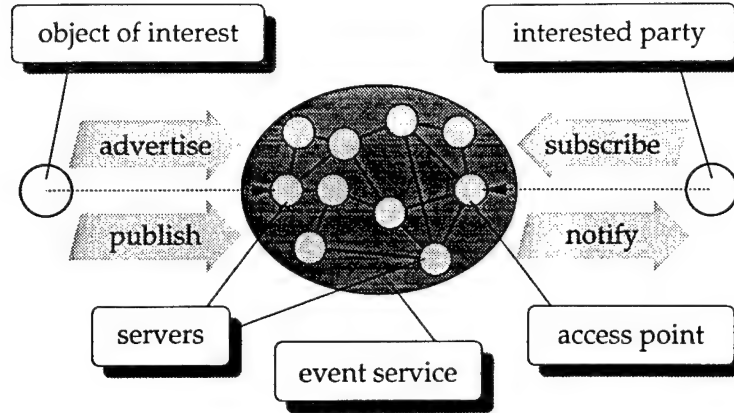 object of interest
interested party
advertise
subscribe
publish
notify
servers
access point
event service